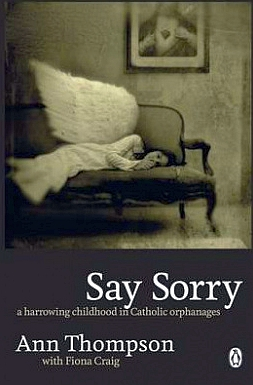 Say Sorry
a harrowing childhood in Catholic orphanages
Ann Thompson
with Fiona Craig